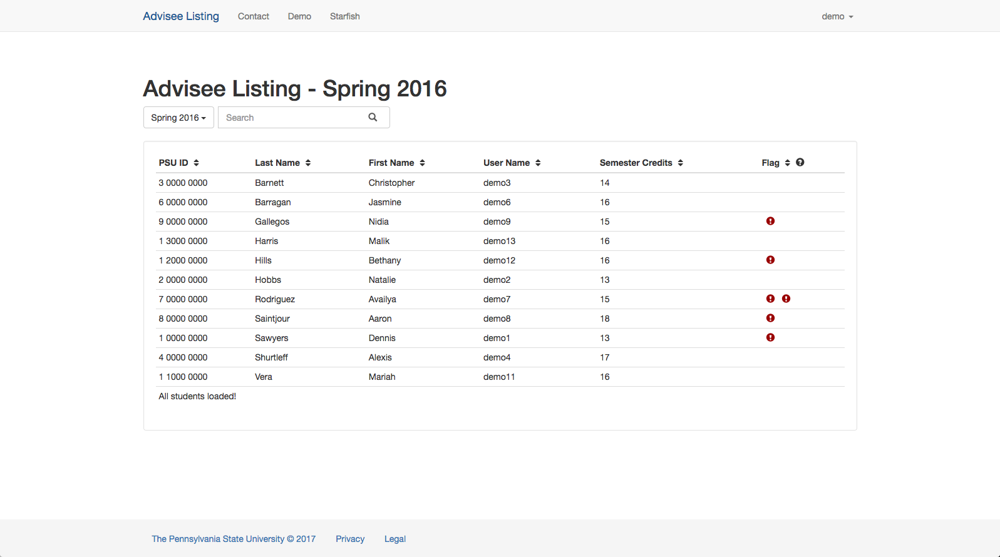 Advisee Listing Contact Demo Starfish demo
Advisee Listing - Spring 2016
Spring 2016 Search
PSU ID Last Name First Name User Name Semester Credits Flag
3 0000 0000 Barnett Christopher demo3 14
6 0000 0000 Barragan Jasmine demo6 16
9 0000 0000 Gallegos Nidia demo9 15
1 3000 0000 Harris Malik demo13 16
1 2000 0000 Hills Bethany demo12 16
2 0000 0000 Hobbs Natalie demo2 13
7 0000 0000 Rodriguez Availya demo7 15
8 0000 0000 Saintjour Aaron demo8 18
1 0000 0000 Sawyers Dennis demo1 13
4 0000 0000 Shurtleff Alexis demo4 17
1 1000 0000 Vera Mariah demo11 16
All students loaded!
The Pennsylvania State University © 2017 Privacy Legal